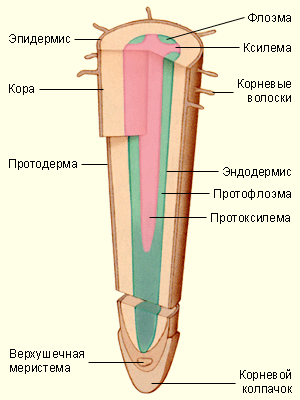 Флоэма
Эпидермис
Ксилема
Кора
Корневые
волоски
Протодерма
Эндодермис
Протофлоэма
Протоксилема
Верхушечная
меристема
Корневой
колпачок